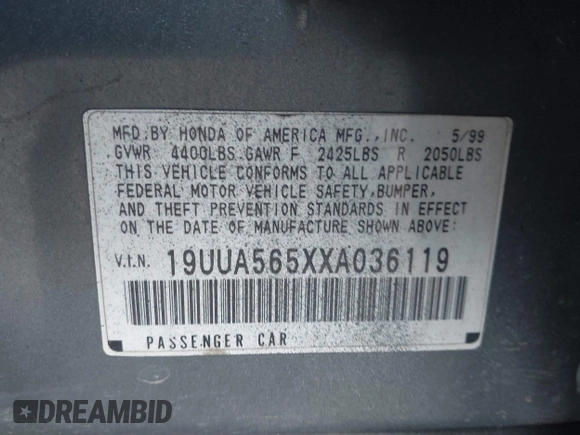 MFD.BY HONDA OF AMERICA MFG.,INC. 5/99
GVWR 4400LBS.GAWR F 2425LBS R 2050LBS
THIS VEHICLE CONFORMS TO ALL APPLICABLE
FEDERAL MOTOR VEHICLE SAFETY,BUMPER,
AND THEFT PREVENTION STANDARDS IN EFFECT
ON THE DATE OF MANUFACTURE SHOWN ABOVE.
V.I.N. 19UUA565XXA036119
PASSENGER CAR
DREAMBID